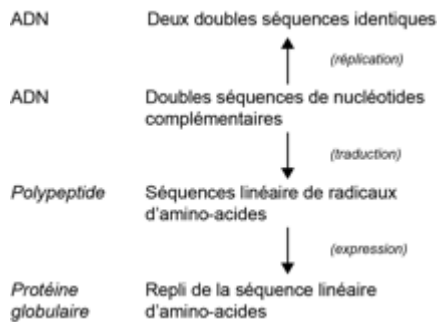 ADN Deux doubles séquences identiques
(réplication)
ADN Doubles séquences de nucléotides
complémentaires
(traduction)
Polypeptide Séquences linéaire de radicaux
d'amino-acides
(expression)
Protéine Repli de la séquence linéaire
globulaire d'amino-acides